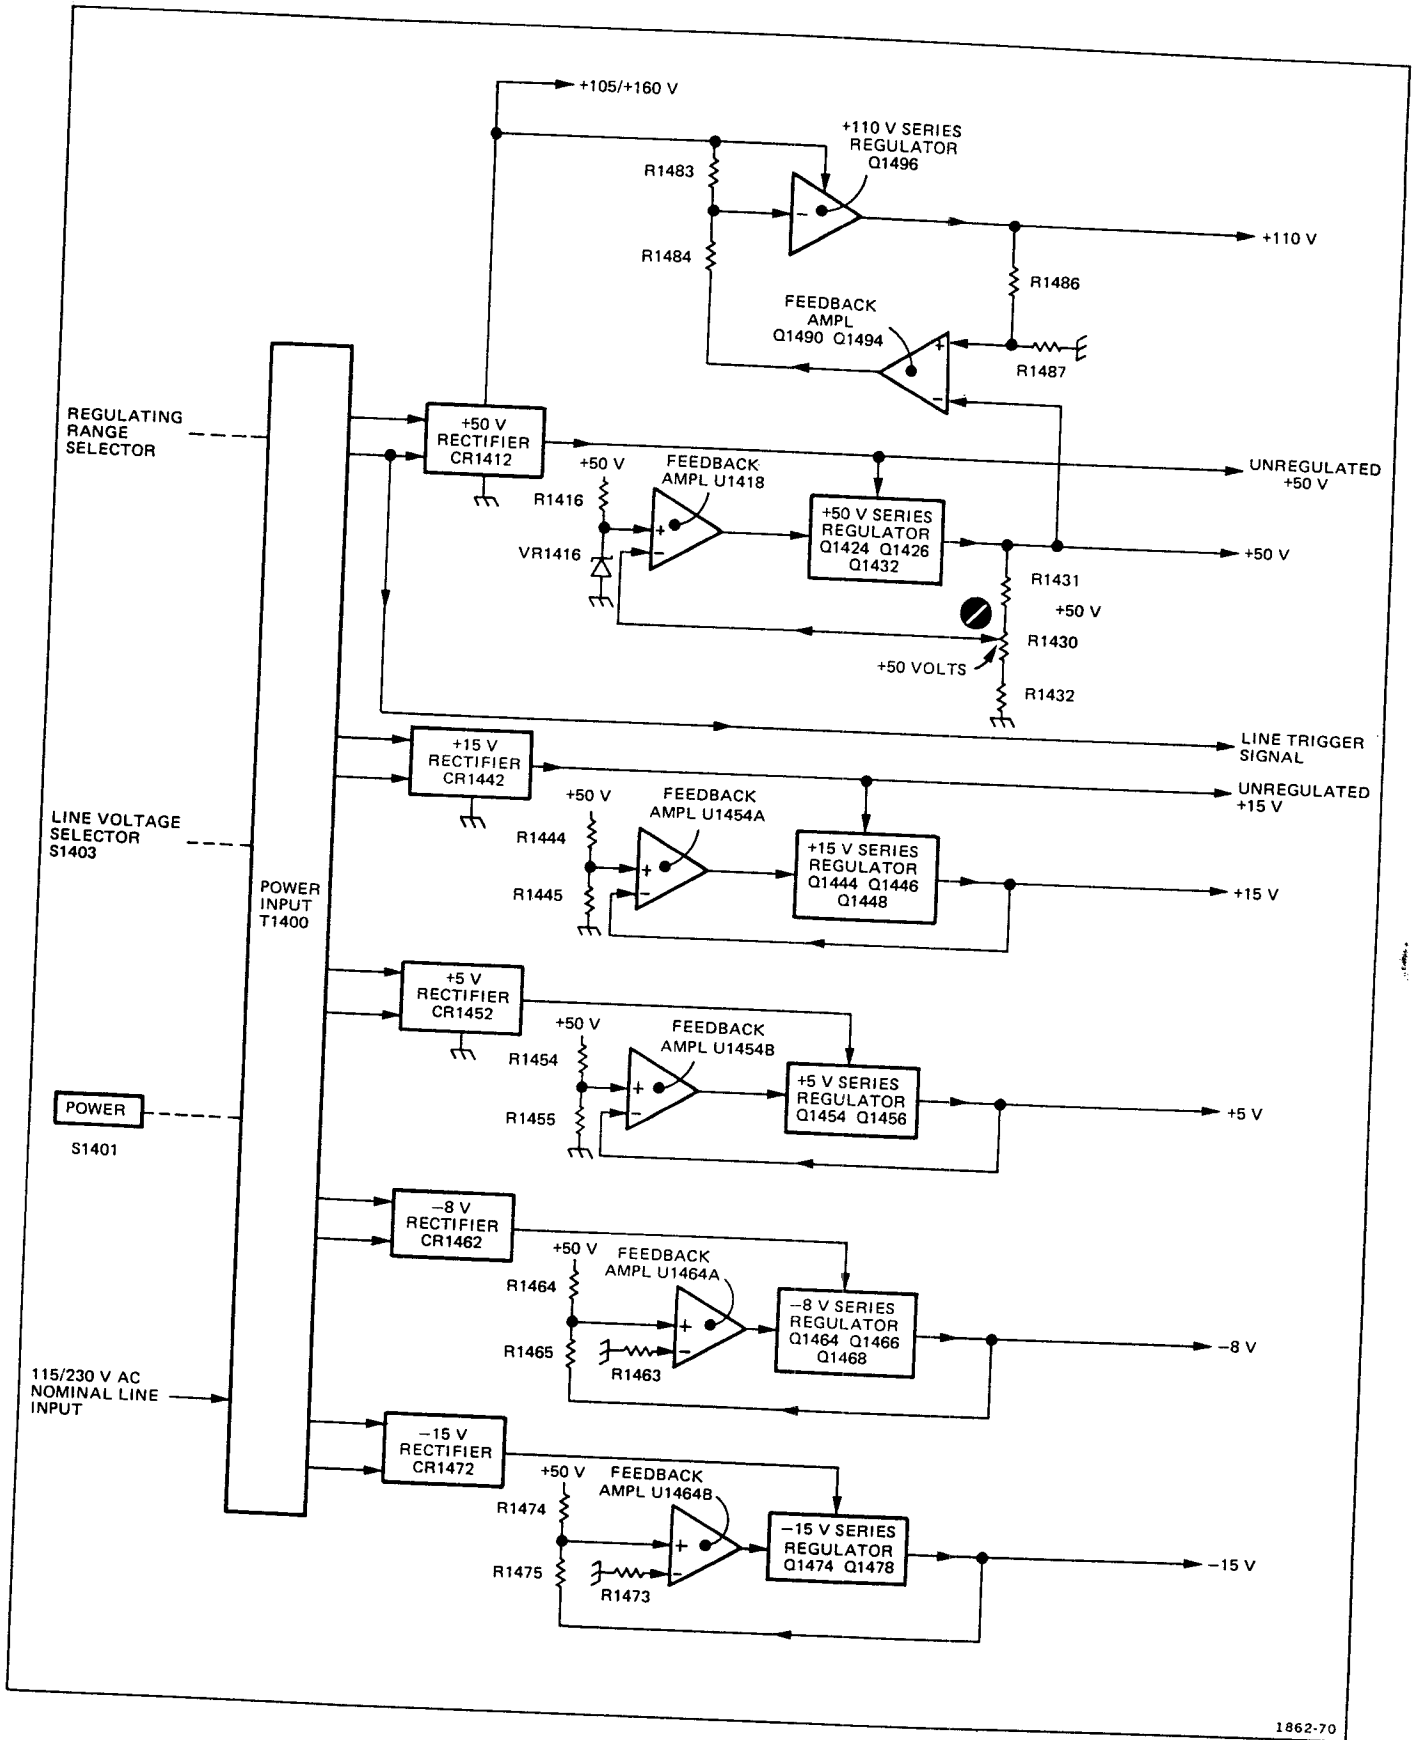 +105/+160 V
+110 V SERIES
REGULATOR
Q1496
R1483
R1484
+110 V
R1486
FEEDBACK
AMPL
Q1490 Q1494
R1487
REGULATING
RANGE
SELECTOR
+50 V
RECTIFIER
CR1412
UNREGULATED
+50 V
+50 V
R1416
VR1416
FEEDBACK
AMPL U1418
+50 V SERIES
REGULATOR
Q1424 Q1426
Q1432
+50 V
R1431
+50 V
R1430
+50 VOLTS
R1432
LINE TRIGGER
SIGNAL
+15 V
RECTIFIER
CR1442
UNREGULATED
+15 V
LINE VOLTAGE
SELECTOR
S1403
+50 V
R1444
R1445
FEEDBACK
AMPL U1454A
+15 V SERIES
REGULATOR
Q1444 Q1446
Q1448
+15 V
POWER
INPUT
T1400
+5 V
RECTIFIER
CR1452
+50 V
R1454
R1455
FEEDBACK
AMPL U1454B
+5 V SERIES
REGULATOR
Q1454 Q1456
+5 V
POWER
S1401
−8 V
RECTIFIER
CR1462
+50 V
R1464
R1465
FEEDBACK
AMPL U1464A
R1463
−8 V SERIES
REGULATOR
Q1464 Q1466
Q1468
−8 V
115/230 V AC
NOMINAL LINE
INPUT
−15 V
RECTIFIER
CR1472
+50 V
R1474
R1475
FEEDBACK
AMPL U1464B
R1473
−15 V SERIES
REGULATOR
Q1474 Q1478
−15 V
1862-70